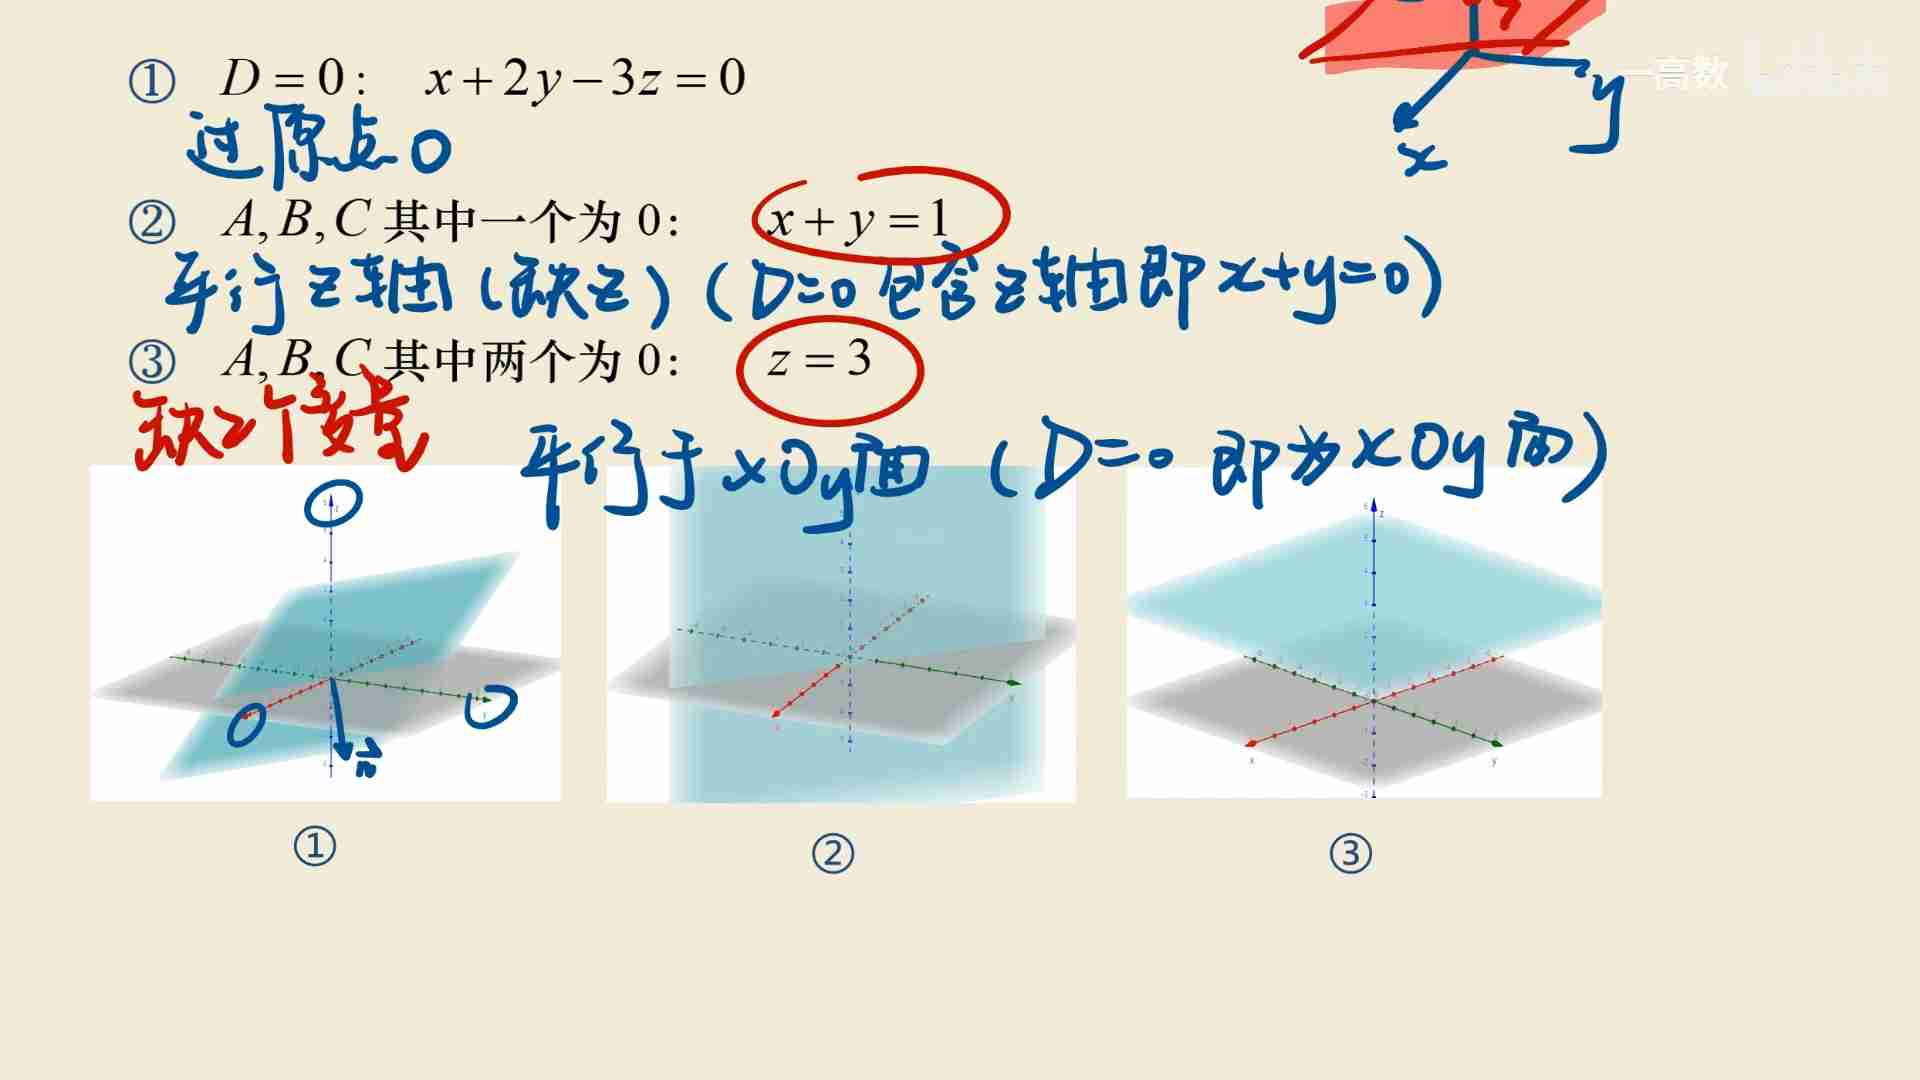 ① D = 0 : x + 2y − 3z = 0
一高数
y
x
过原点O
② A, B, C 其中一个为 0： x + y = 1
平行z轴（缺z）（D=0 包含z轴即 x+y=0）
③ A, B, C 其中两个为 0： z = 3
缺2个变量
平行于xOy面（D=0 即为xOy面）
n
x
y
① ② ③